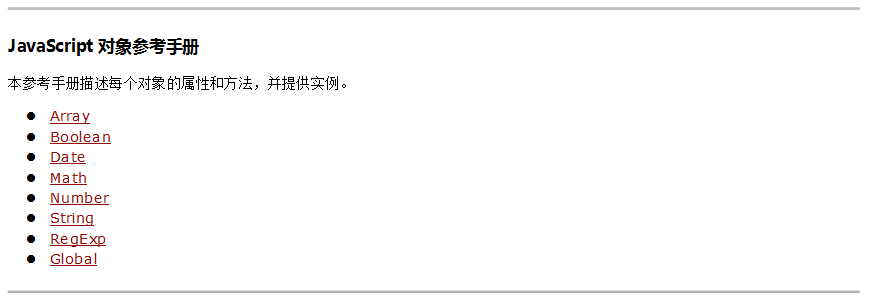 JavaScript 对象参考手册
本参考手册描述每个对象的属性和方法，并提供实例。
Array
Boolean
Date
Math
Number
String
RegExp
Global